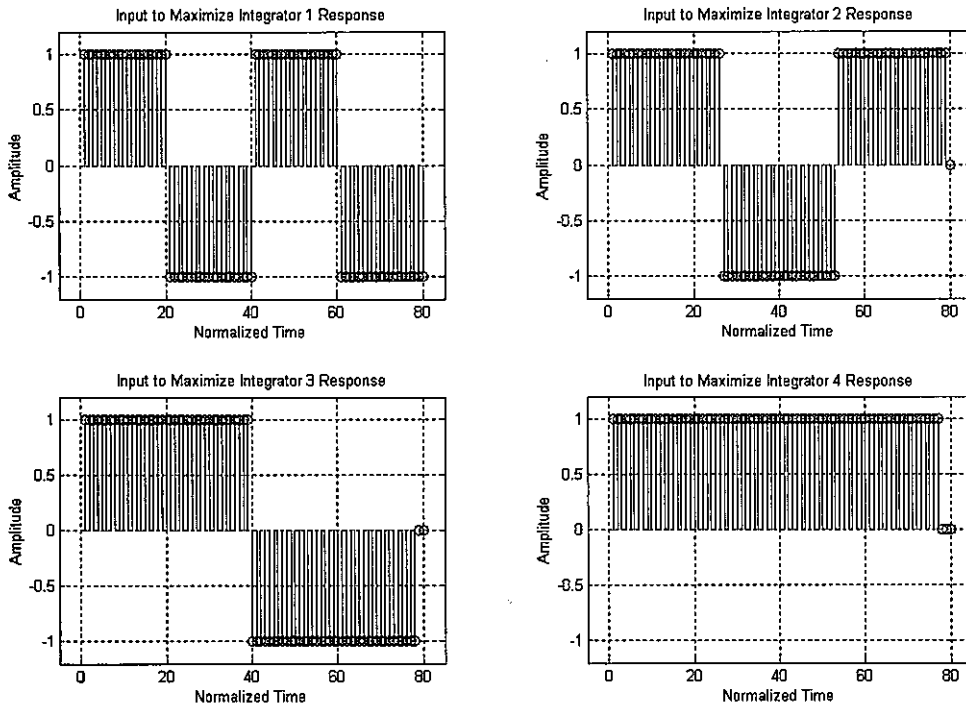 Input to Maximize Integrator 1 Response
1
0.5
0
-0.5
-1
Amplitude
0 20 40 60 80
Normalized Time
Input to Maximize Integrator 2 Response
1
0.5
0
-0.5
-1
Amplitude
0 20 40 60 80
Normalized Time
Input to Maximize Integrator 3 Response
1
0.5
0
-0.5
-1
Amplitude
0 20 40 60 80
Normalized Time
Input to Maximize Integrator 4 Response
1
0.5
0
-0.5
-1
Amplitude
0 20 40 60 80
Normalized Time